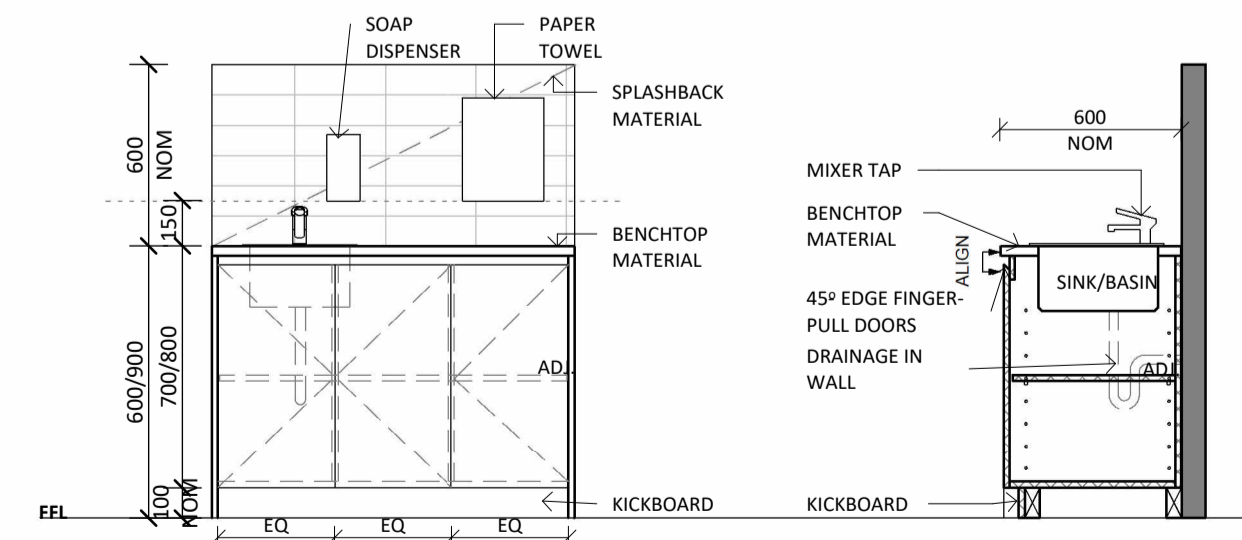 SOAP
DISPENSER
PAPER
TOWEL
SPLASHBACK
MATERIAL
600
NOM
150
BENCHTOP
MATERIAL
600/900
700/800
ADJ.
100
NOM
KICKBOARD
FFL
EQ
EQ
EQ
600
NOM
MIXER TAP
BENCHTOP
MATERIAL
ALIGN
SINK/BASIN
45º EDGE FINGER-
PULL DOORS
DRAINAGE IN
WALL
ADJ.
KICKBOARD